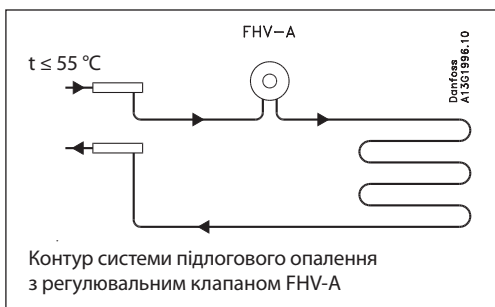 FHV-A
t ≤ 55 °C
Danfoss
A13G1996.10
Контур системи підлогового опалення
з регулювальним клапаном FHV-A